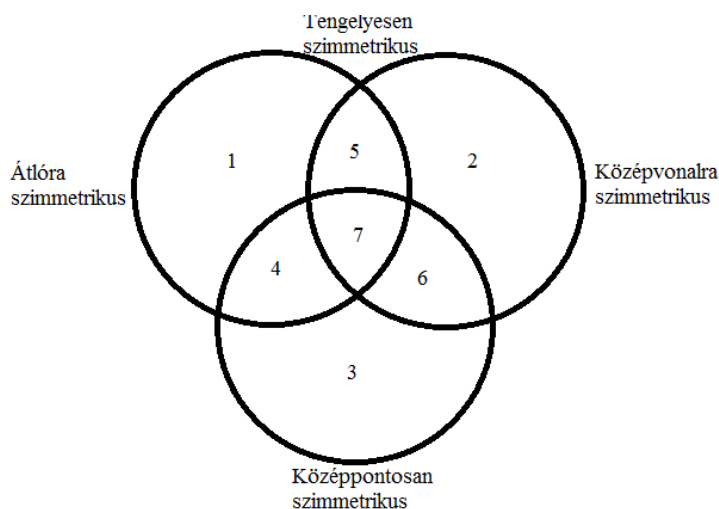 Tengelyesen
szimmetrikus
1
5
2
Átlóra
szimmetrikus
Középvonalra
szimmetrikus
7
4
6
3
Középpontosan
szimmetrikus